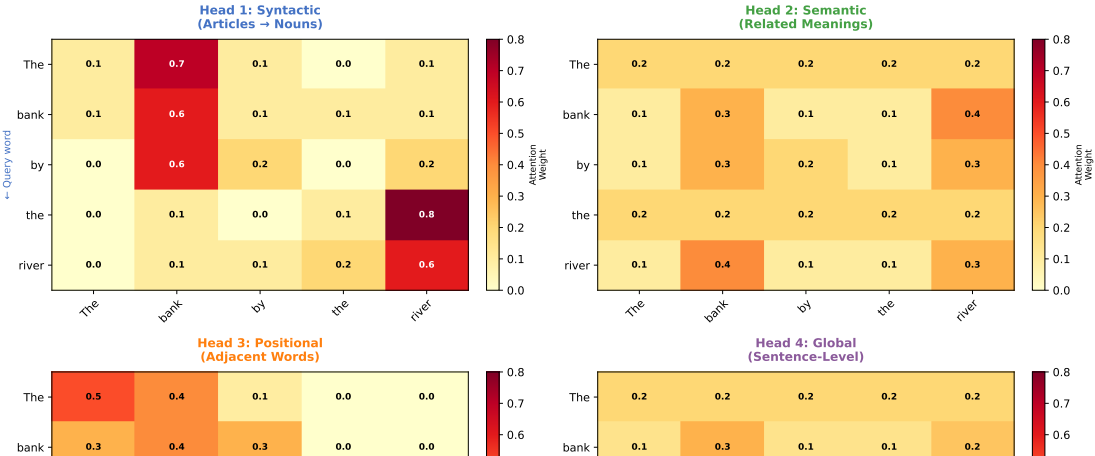 Head 1: Syntactic
(Articles → Nouns)
← Query word
The 0.1 0.7 0.1 0.0 0.1
bank 0.1 0.6 0.1 0.1 0.1
by 0.0 0.6 0.2 0.0 0.2
the 0.0 0.1 0.0 0.1 0.8
river 0.0 0.1 0.1 0.2 0.6
The bank by the river
0.8
0.7
0.6
0.5
0.4
0.3
0.2
0.1
0.0
Attention
Weight
Head 2: Semantic
(Related Meanings)
The 0.2 0.2 0.2 0.2 0.2
bank 0.1 0.3 0.1 0.1 0.4
by 0.1 0.3 0.2 0.1 0.3
the 0.2 0.2 0.2 0.2 0.2
river 0.1 0.4 0.1 0.1 0.3
The bank by the river
0.8
0.7
0.6
0.5
0.4
0.3
0.2
0.1
0.0
Attention
Weight
Head 3: Positional
(Adjacent Words)
The 0.5 0.4 0.1 0.0 0.0
bank 0.3 0.4 0.3 0.0 0.0
0.8
0.7
0.6
Head 4: Global
(Sentence-Level)
The 0.2 0.2 0.2 0.2 0.2
bank 0.1 0.3 0.1 0.1 0.2
0.8
0.7
0.6